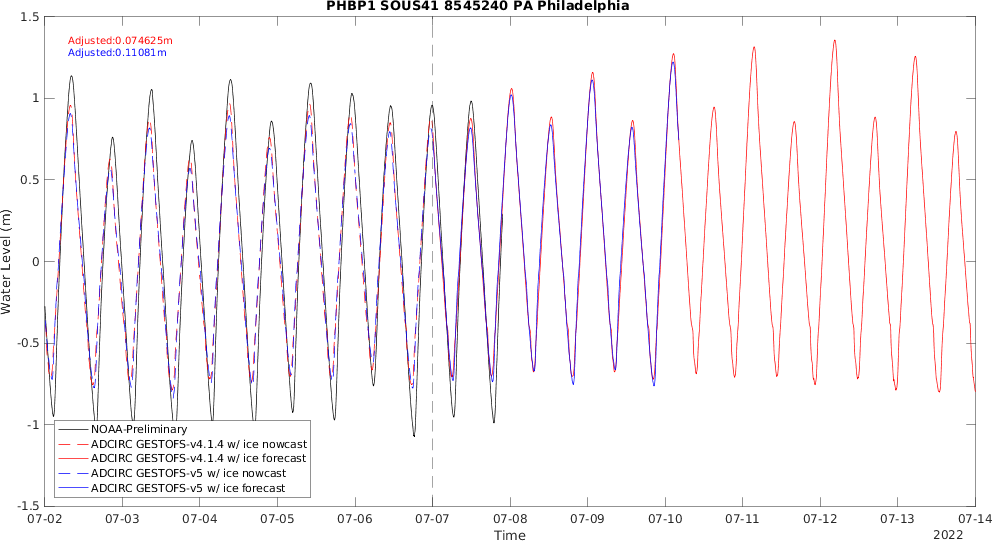 PHBP1 SOUS41 8545240 PA Philadelphia
Adjusted:0.074625m
Adjusted:0.11081m
Water Level (m)
1.5
1
0.5
0
-0.5
-1
-1.5
NOAA-Preliminary
ADCIRC GESTOFS-v4.1.4 w/ ice nowcast
ADCIRC GESTOFS-v4.1.4 w/ ice forecast
ADCIRC GESTOFS-v5 w/ ice nowcast
ADCIRC GESTOFS-v5 w/ ice forecast
07-02 07-03 07-04 07-05 07-06 07-07 07-08 07-09 07-10 07-11 07-12 07-13 07-14
Time
2022